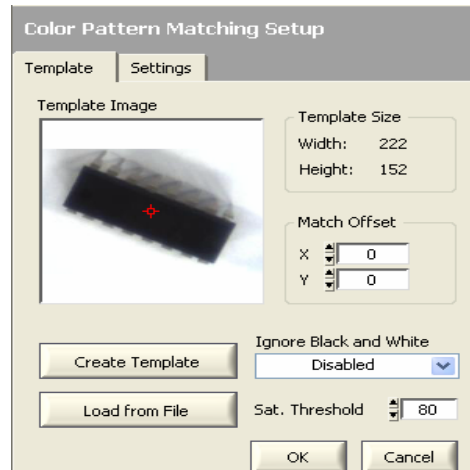 Color Pattern Matching Setup
Template Settings
Template Image
Template Size
Width: 222
Height: 152
Match Offset
X 0
Y 0
Create Template
Ignore Black and White
Disabled
Load from File
Sat. Threshold 80
OK Cancel